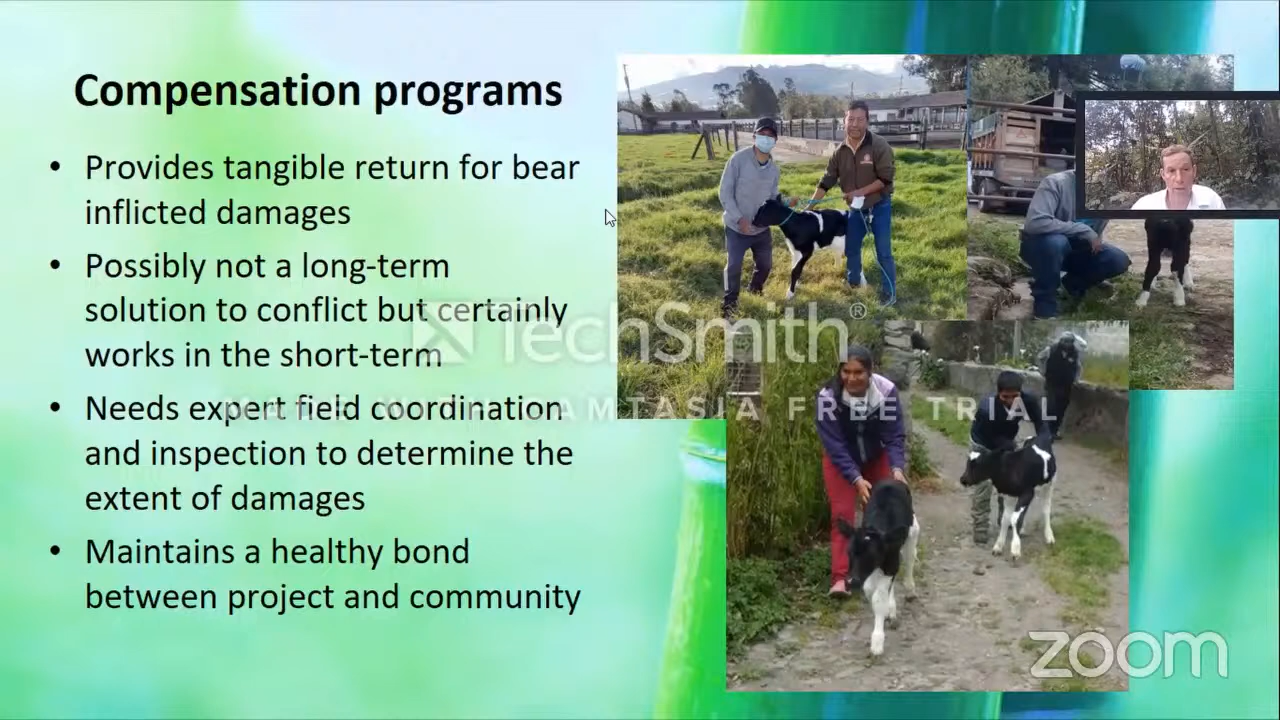 Compensation programs
• Provides tangible return for bear
inflicted damages
• Possibly not a long-term
solution to conflict but certainly
works in the short-term
• Needs expert field coordination
and inspection to determine the
extent of damages
• Maintains a healthy bond
between project and community
TechSmith®
MADE WITH CAMTASIA FREE TRIAL
zoom